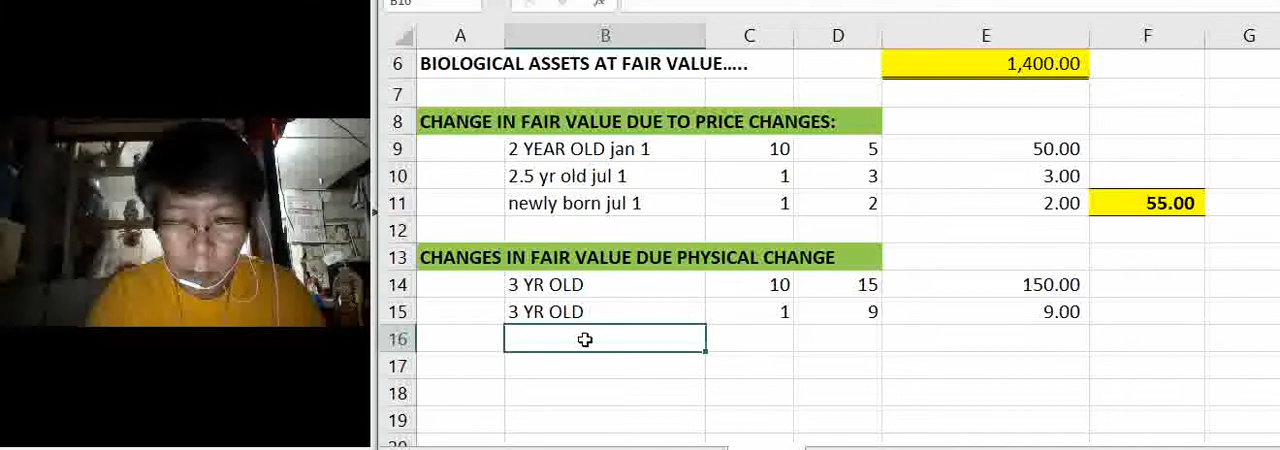 A B C D E F G
6 BIOLOGICAL ASSETS AT FAIR VALUE..... 1,400.00
7
8 CHANGE IN FAIR VALUE DUE TO PRICE CHANGES:
9 2 YEAR OLD jan 1 10 5 50.00
10 2.5 yr old jul 1 1 3 3.00
11 newly born jul 1 1 2 2.00 55.00
12
13 CHANGES IN FAIR VALUE DUE PHYSICAL CHANGE
14 3 YR OLD 10 15 150.00
15 3 YR OLD 1 9 9.00
16
17
18
19